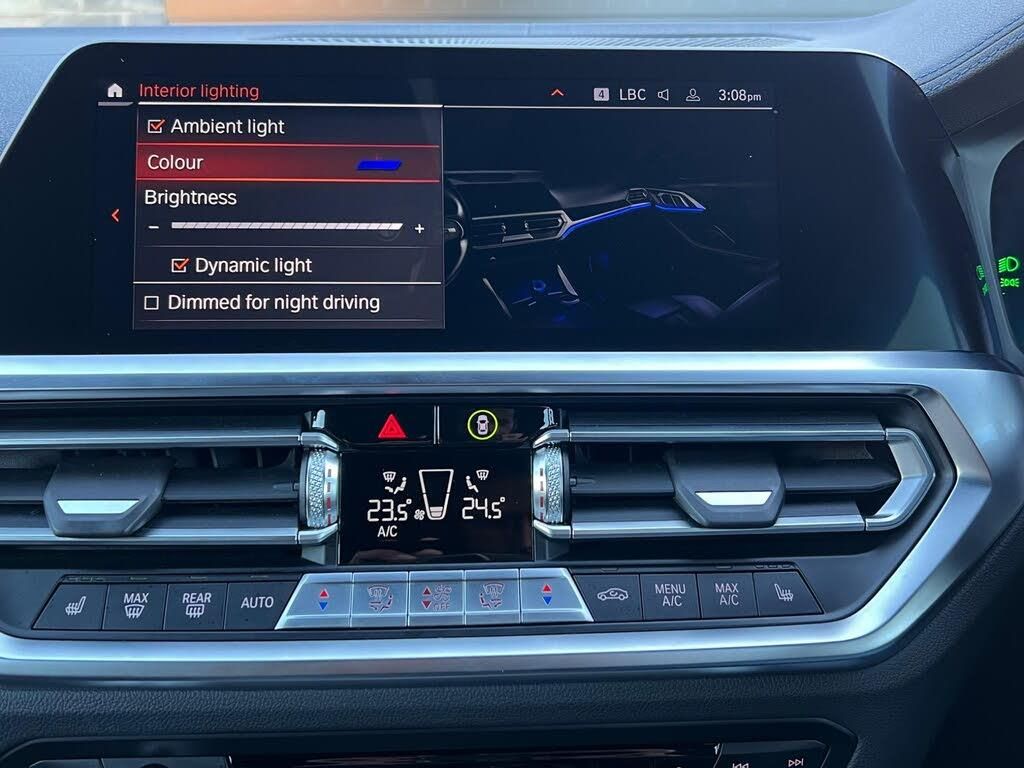 Interior lighting
4 LBC 3:08pm
Ambient light
Colour
Brightness
- +
Dynamic light
Dimmed for night driving
23.5° 24.5°
A/C
MAX
REAR
AUTO
OFF
MENU A/C
MAX A/C